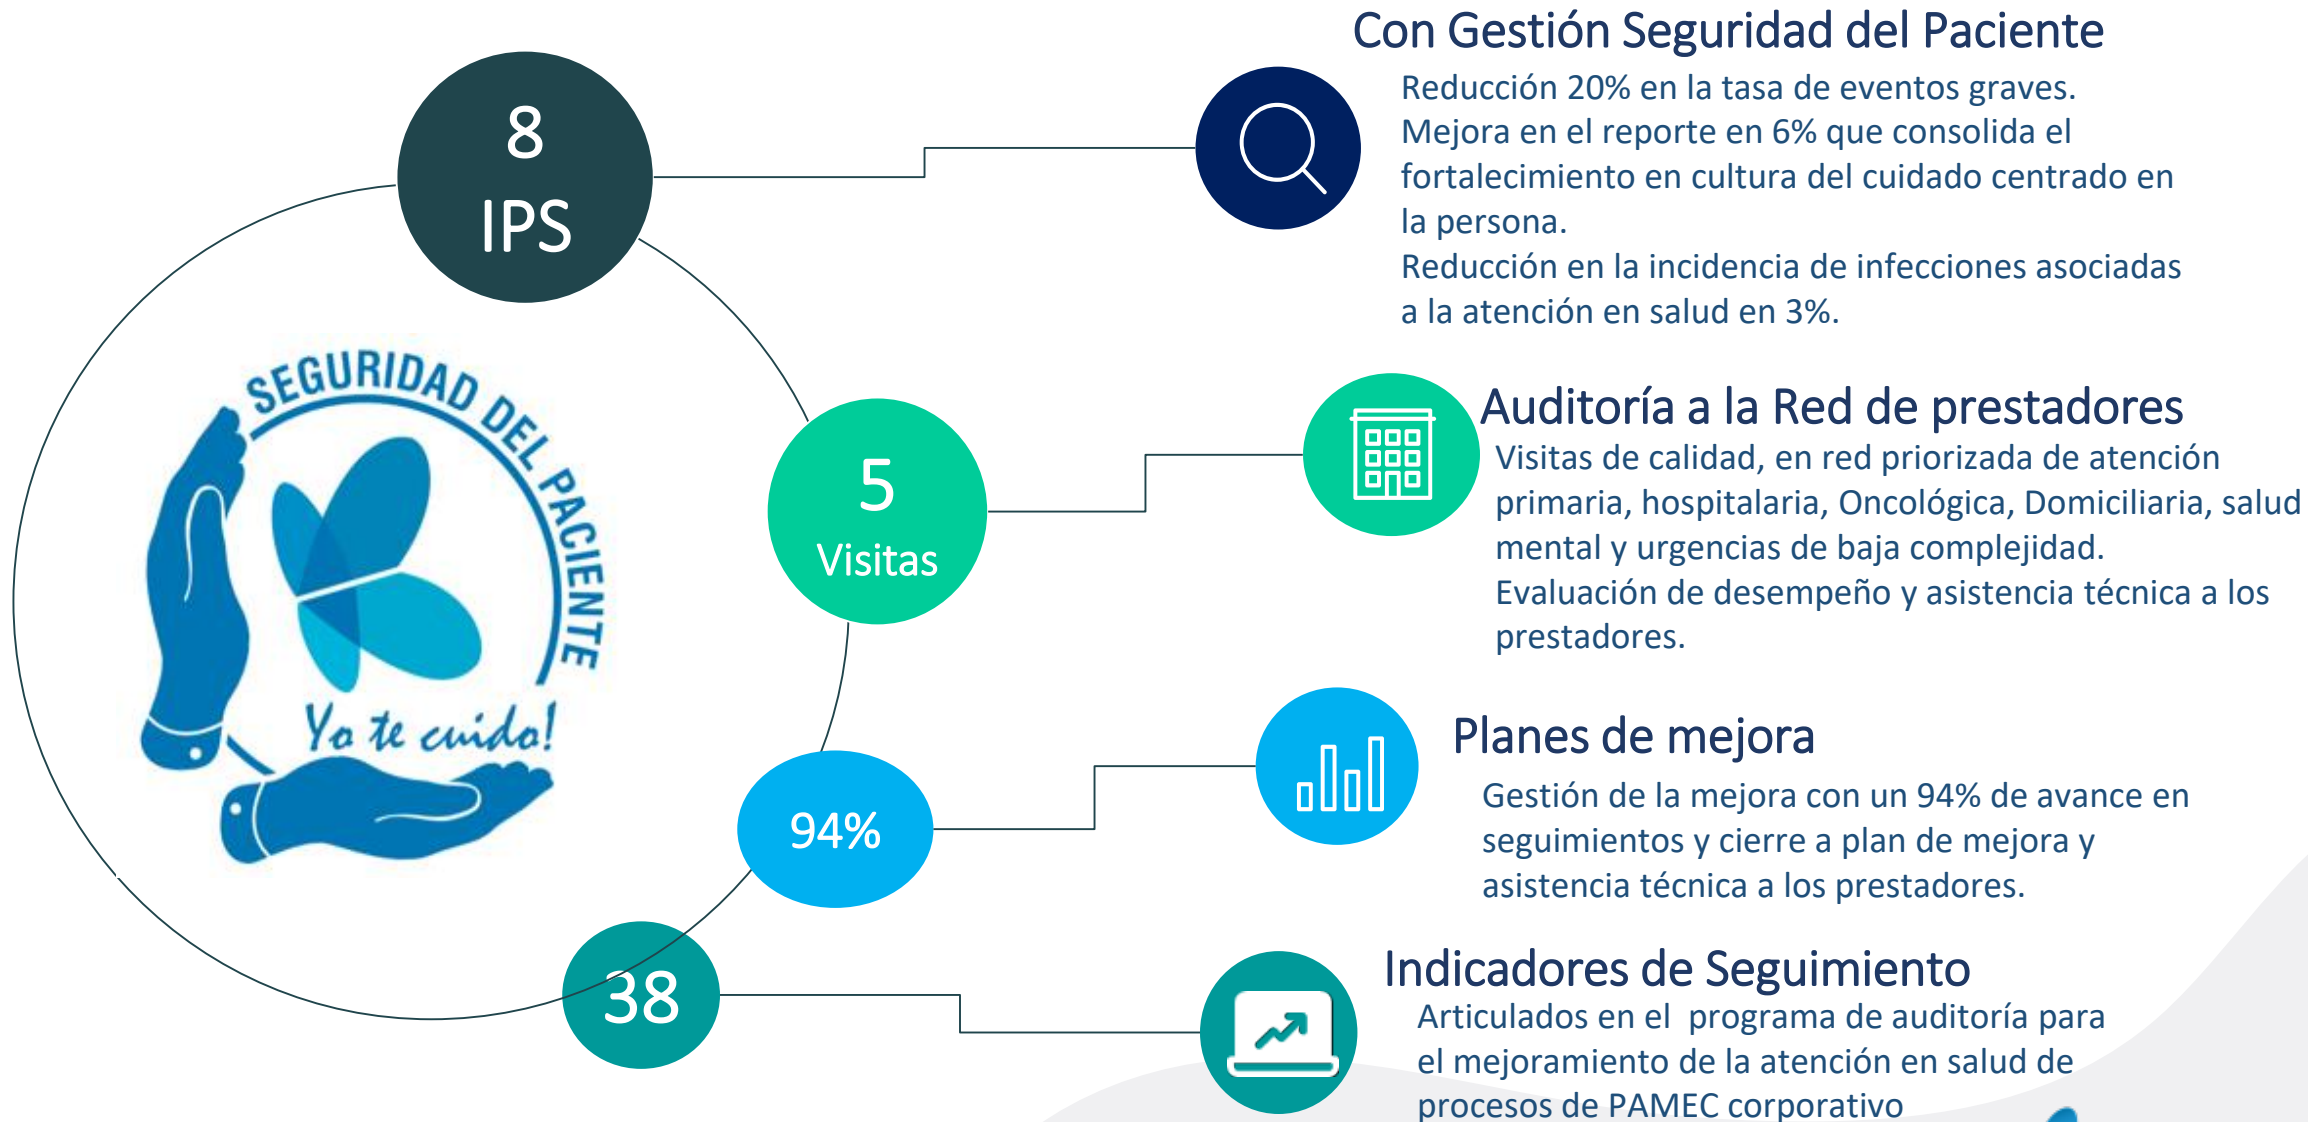 8
IPS
Con Gestión Seguridad del Paciente
Reducción 20% en la tasa de eventos graves.
Mejora en el reporte en 6% que consolida el
fortalecimiento en cultura del cuidado centrado en
la persona.
Reducción en la incidencia de infecciones asociadas
a la atención en salud en 3%.
SEGURIDAD DEL PACIENTE
Yo te cuido!
5
Visitas
Auditoría a la Red de prestadores
Visitas de calidad, en red priorizada de atención
primaria, hospitalaria, Oncológica, Domiciliaria, salud
mental y urgencias de baja complejidad.
Evaluación de desempeño y asistencia técnica a los
prestadores.
94%
Planes de mejora
Gestión de la mejora con un 94% de avance en
seguimientos y cierre a plan de mejora y
asistencia técnica a los prestadores.
38
Indicadores de Seguimiento
Articulados en el  programa de auditoría para
el mejoramiento de la atención en salud de
procesos de PAMEC corporativo